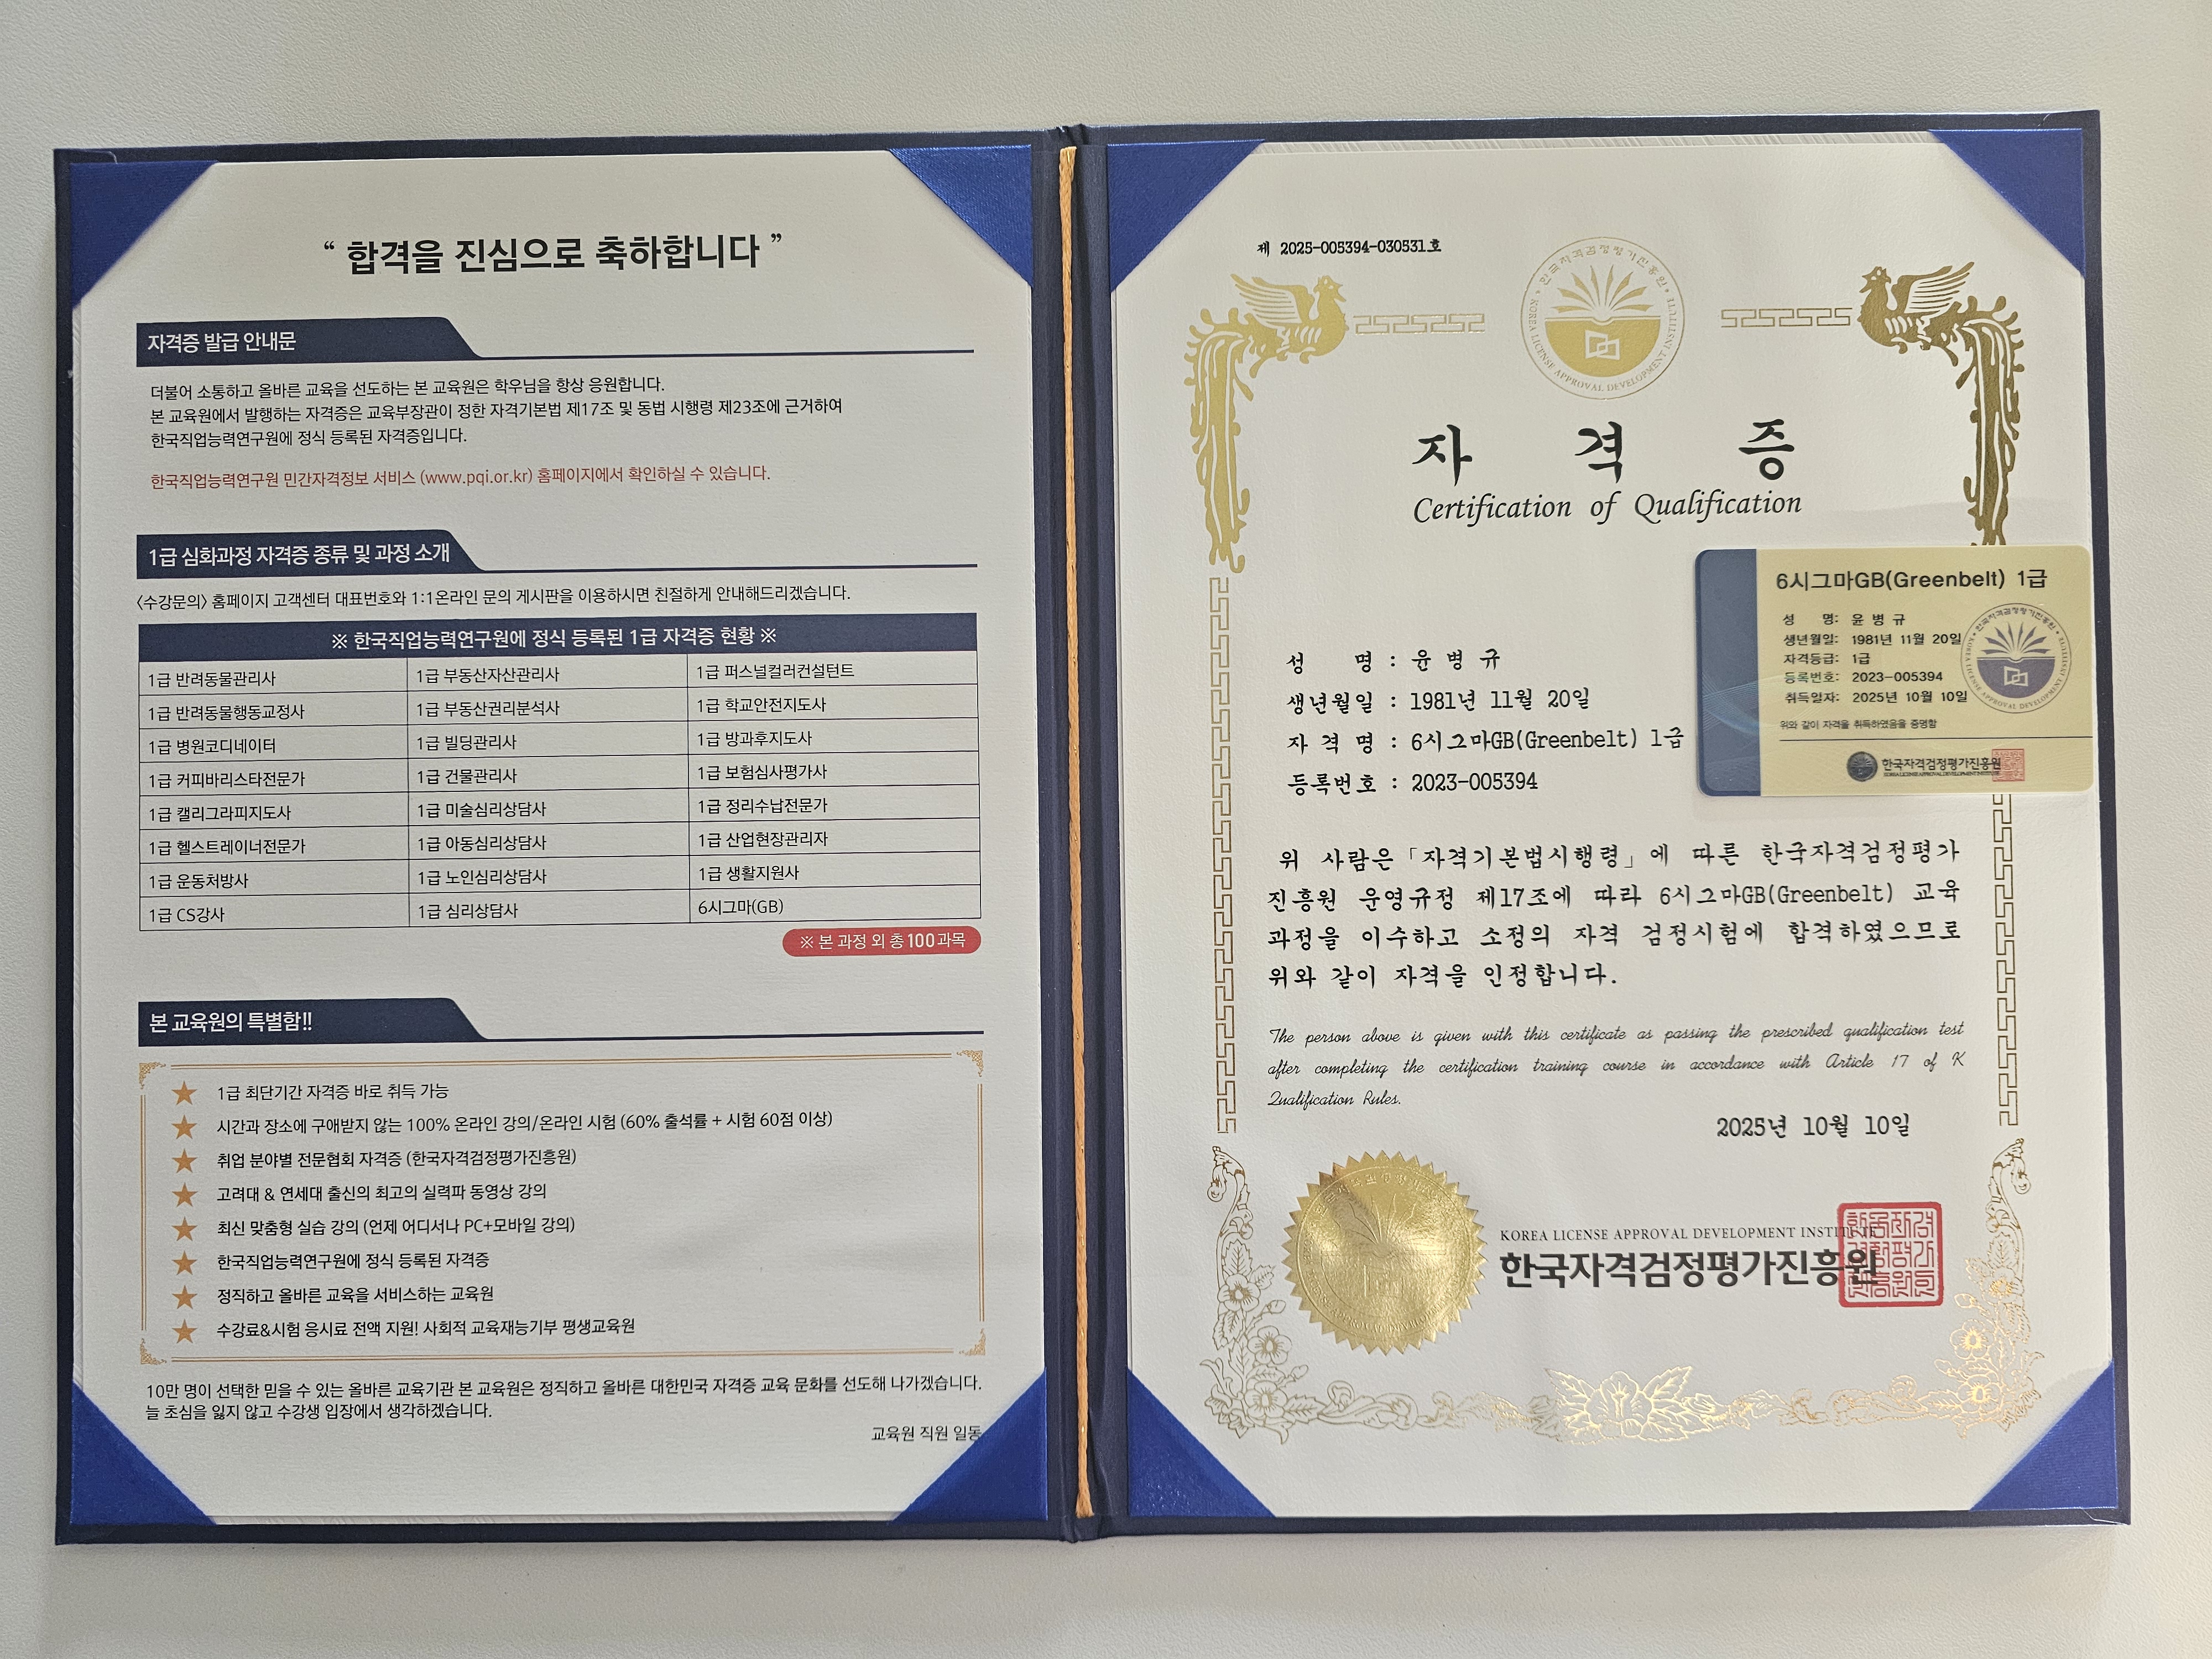 “ 합격을 진심으로 축하합니다 ”
자격증 발급 안내문
더불어 소통하고 올바른 교육을 선도하는 본 교육원은 학우님을 항상 응원합니다.
본 교육원에서 발행하는 자격증은 교육부장관이 정한 자격기본법 제17조 및 동법 시행령 제23조에 근거하여
한국직업능력연구원에 정식 등록된 자격증입니다.
한국직업능력연구원 민간자격정보 서비스 (www.pqi.or.kr) 홈페이지에서 확인하실 수 있습니다.
1급 심화과정 자격증 종류 및 과정 소개
<수강문의> 홈페이지 고객센터 대표번호와 1:1온라인 문의 게시판을 이용하시면 친절하게 안내해드리겠습니다.
※ 한국직업능력연구원에 정식 등록된 1급 자격증 현황 ※
1급 반려동물관리사 1급 부동산자산관리사 1급 퍼스널컬러컨설턴트
1급 반려동물행동교정사 1급 부동산권리분석사 1급 학교안전지도사
1급 병원코디네이터 1급 빌딩관리사 1급 방과후지도사
1급 커피바리스타전문가 1급 건물관리사 1급 보험심사평가사
1급 캘리그라피지도사 1급 미술심리상담사 1급 정리수납전문가
1급 헬스트레이너전문가 1급 아동심리상담사 1급 산업현장관리자
1급 운동처방사 1급 노인심리상담사 1급 생활지원사
1급 CS강사 1급 심리상담사 6시그마(GB)
※ 본 과정 외 총100과목
본 교육원의 특별함!!
1급 최단기간 자격증 바로 취득 가능
시간과 장소에 구애받지 않는 100% 온라인 강의/온라인 시험 (60% 출석률 + 시험 60점 이상)
취업 분야별 전문협회 자격증 (한국자격검정평가진흥원)
고려대 & 연세대 출신의 최고의 실력파 동영상 강의
최신 맞춤형 실습 강의 (언제 어디서나 PC+모바일 강의)
한국직업능력연구원에 정식 등록된 자격증
정직하고 올바른 교육을 서비스하는 교육원
수강료&시험 응시료 전액 지원! 사회적 교육재능기부 평생교육원
10만 명이 선택한 믿을 수 있는 올바른 교육기관 본 교육원은 정직하고 올바른 대한민국 자격증 교육 문화를 선도해 나가겠습니다.
늘 초심을 잃지 않고 수강생 입장에서 생각하겠습니다.
교육원 직원 일동
제 2025-005394-030531호
한국자격검정평가진흥원
KOREA LICENSE APPROVAL DEVELOPMENT INSTITUTE
자 격 증
Certification of Qualification
성 명 : 윤 병 규
생년월일 : 1981년 11월 20일
자 격 명 : 6시그마GB(Greenbelt) 1급
등록번호 : 2023-005394
6시그마GB(Greenbelt) 1급
성 명: 윤 병 규
생년월일: 1981년 11월 20일
자격등급: 1급
등록번호: 2023-005394
취득일자: 2025년 10월 10일
위와 같이 자격을 취득하였음을 증명함
한국자격검정평가진흥원
KOREA LICENSE APPROVAL DEVELOPMENT INSTITUTE
위 사람은 「자격기본법시행령」에 따른 한국자격검정평가
진흥원 운영규정 제17조에 따라 6시그마GB(Greenbelt) 교육
과정을 이수하고 소정의 자격 검정시험에 합격하였으므로
위와 같이 자격을 인정합니다.
The person above is given with this certificate as passing the prescribed qualification test
after completing the certification training course in accordance with Article 17 of K
Qualification Rules.
2025년 10월 10일
KOREA LICENSE APPROVAL DEVELOPMENT INSTITUTE
한국자격검정평가진흥원